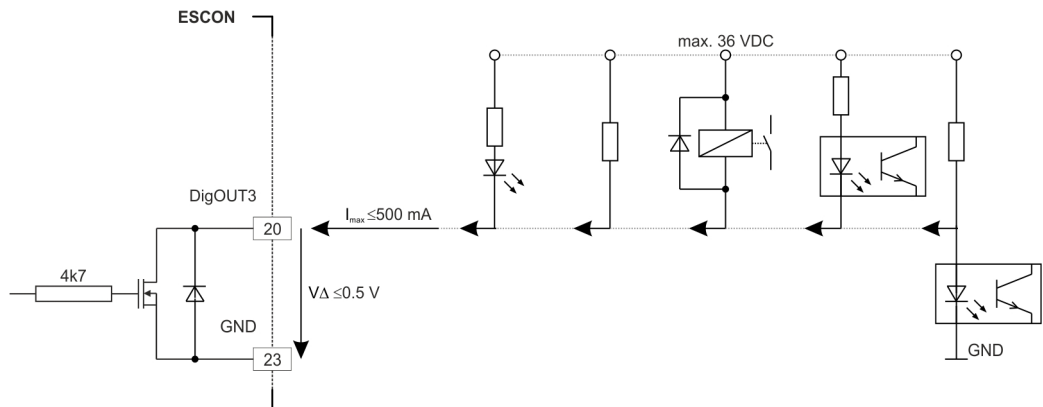 ESCON
max. 36 VDC
DigOUT3
20
Imax ≤500 mA
4k7
VΔ ≤0.5 V
GND
23
GND